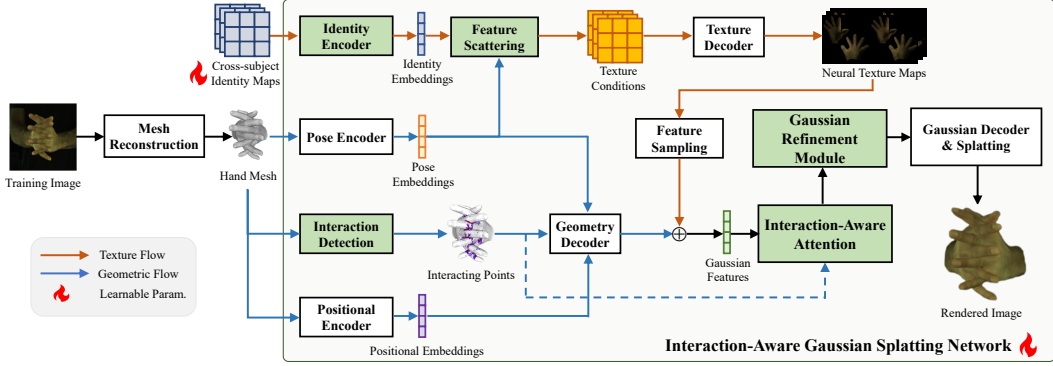 Identity
Encoder
Feature
Scattering
Texture
Decoder
Cross-subject
Identity Maps
Identity
Embeddings
Texture
Conditions
Neural Texture Maps
Mesh
Reconstruction
Pose Encoder
Feature
Sampling
Gaussian
Refinement
Module
Gaussian Decoder
& Splatting
Training Image
Hand Mesh
Pose
Embeddings
Interaction
Detection
Interacting Points
Geometry
Decoder
Gaussian
Features
Interaction-Aware
Attention
Texture Flow
Geometric Flow
Learnable Param.
Positional
Encoder
Positional Embeddings
Rendered Image
Interaction-Aware Gaussian Splatting Network